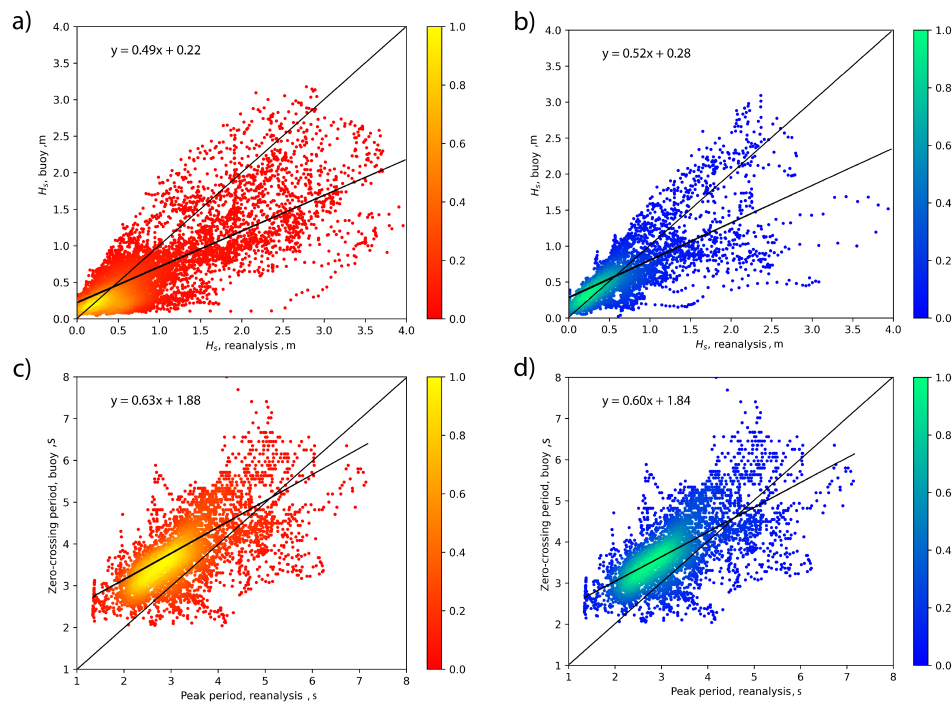 a)
y = 0.49x + 0.22
4.0
3.5
3.0
2.5
2.0
1.5
1.0
0.5
0.0
Hs, buoy ,m
0.0 0.5 1.0 1.5 2.0 2.5 3.0 3.5 4.0
Hs, reanalysis , m
1.0
0.8
0.6
0.4
0.2
0.0
b)
y = 0.52x + 0.28
4.0
3.5
3.0
2.5
2.0
1.5
1.0
0.5
0.0
Hs, buoy ,m
0.0 0.5 1.0 1.5 2.0 2.5 3.0 3.5 4.0
Hs, reanalysis , m
1.0
0.8
0.6
0.4
0.2
0.0
c)
y = 0.63x + 1.88
8
7
6
5
4
3
2
1
Zero-crossing period, buoy ,s
1 2 3 4 5 6 7 8
Peak period, reanalysis , s
1.0
0.8
0.6
0.4
0.2
0.0
d)
y = 0.60x + 1.84
8
7
6
5
4
3
2
1
Zero-crossing period, buoy ,s
1 2 3 4 5 6 7 8
Peak period, reanalysis, s
1.0
0.8
0.6
0.4
0.2
0.0